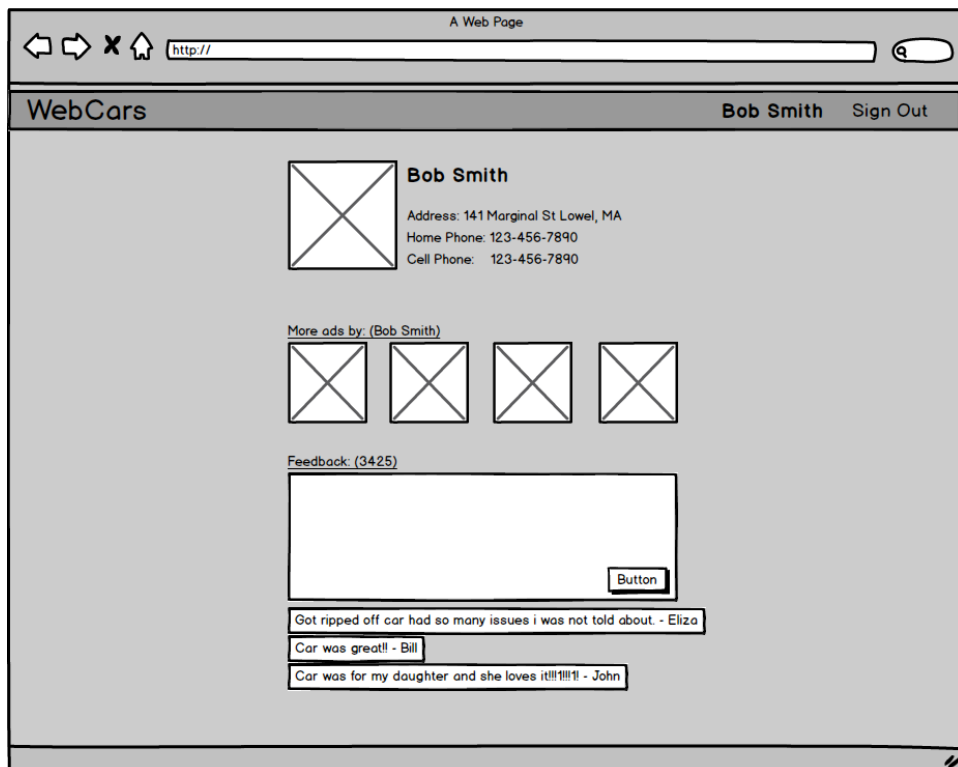 A Web Page
http://
WebCars Bob Smith Sign Out
Bob Smith
Address: 141 Marginal St Lowel, MA
Home Phone: 123-456-7890
Cell Phone: 123-456-7890
More ads by: (Bob Smith)
Feedback: (3425)
Button
Got ripped off car had so many issues i was not told about. - Eliza
Car was great!! - Bill
Car was for my daughter and she loves it!!!1!!!1! - John